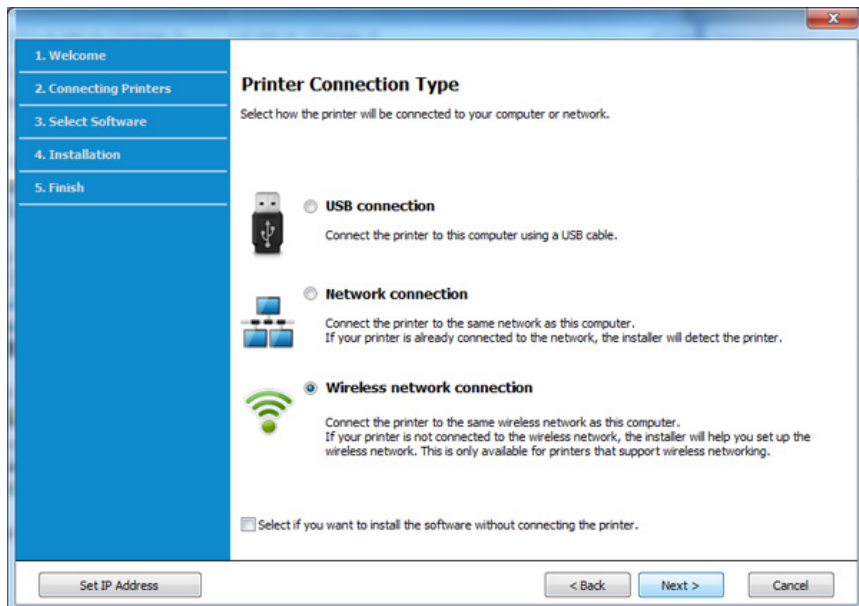 1. Welcome
2. Connecting Printers
3. Select Software
4. Installation
5. Finish
Printer Connection Type
Select how the printer will be connected to your computer or network.
USB connection
Connect the printer to this computer using a USB cable.
Network connection
Connect the printer to the same network as this computer.
If your printer is already connected to the network, the installer will detect the printer.
Wireless network connection
Connect the printer to the same wireless network as this computer.
If your printer is not connected to the wireless network, the installer will help you set up the
wireless network. This is only available for printers that support wireless networking.
Select if you want to install the software without connecting the printer.
Set IP Address
< Back
Next >
Cancel